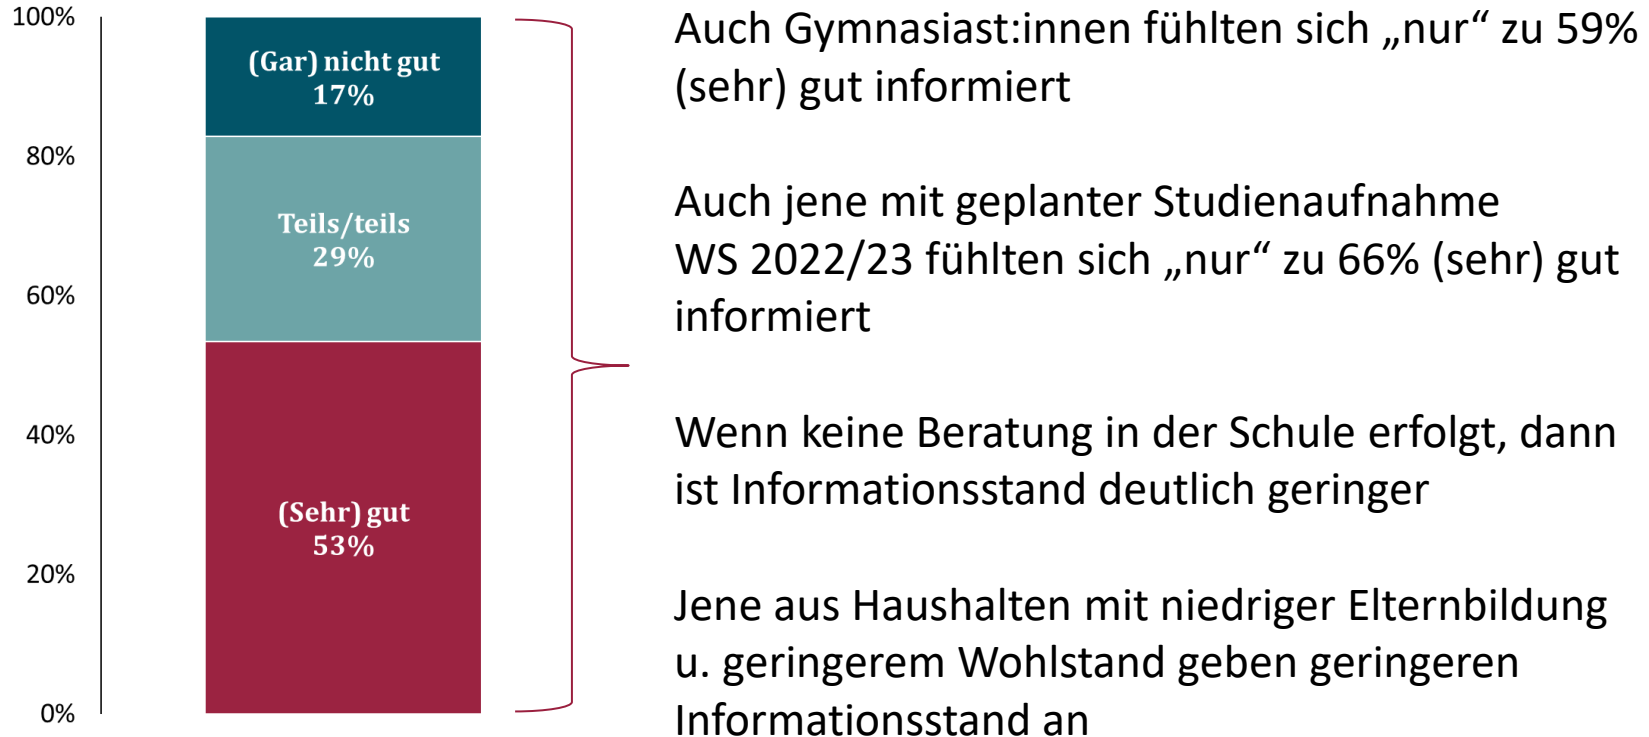 100%
80%
60%
40%
20%
0%
(Gar) nicht gut
17%
Teils/teils
29%
(Sehr) gut
53%
Auch Gymnasiast:innen fühlten sich „nur“ zu 59%
(sehr) gut informiert
Auch jene mit geplanter Studienaufnahme
WS 2022/23 fühlten sich „nur“ zu 66% (sehr) gut
informiert
Wenn keine Beratung in der Schule erfolgt, dann
ist Informationsstand deutlich geringer
Jene aus Haushalten mit niedriger Elternbildung
u. geringerem Wohlstand geben geringeren
Informationsstand an